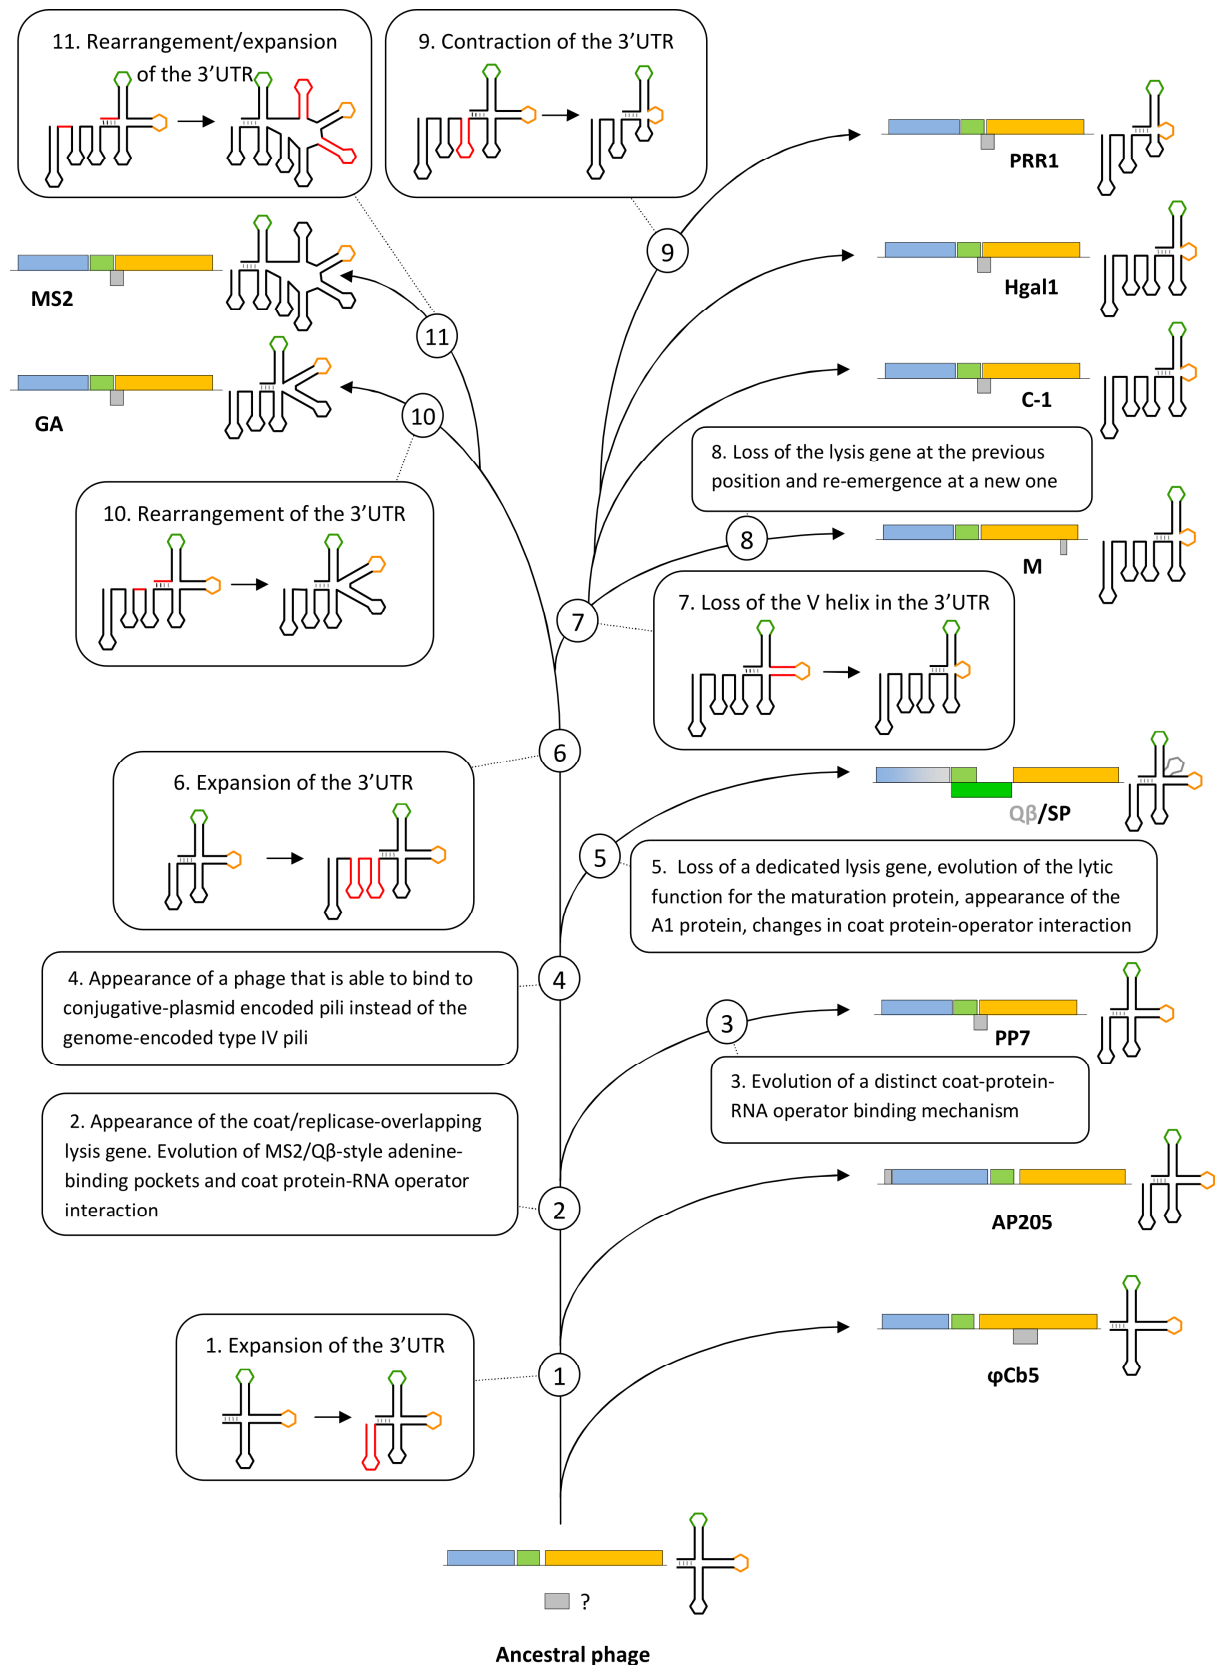 11. Rearrangement/expansion
of the 3’UTR
9. Contraction of the 3’UTR
PRR1
9
Hgal1
MS2
11
C-1
GA
10
8. Loss of the lysis gene at the previous
position and re-emergence at a new one
10. Rearrangement of the 3’UTR
8
M
7
7. Loss of the V helix in the 3’UTR
6
6. Expansion of the 3’UTR
Qβ/SP
5
5. Loss of a dedicated lysis gene, evolution of the lytic
function for the maturation protein, appearance of the
A1 protein, changes in coat protein-operator interaction
4. Appearance of a phage that is able to bind to
conjugative-plasmid encoded pili instead of the
genome-encoded type IV pili
4
3
PP7
3. Evolution of a distinct coat-protein-
RNA operator binding mechanism
2. Appearance of the coat/replicase-overlapping
lysis gene. Evolution of MS2/Qβ-style adenine-
binding pockets and coat protein-RNA operator
interaction
2
AP205
1. Expansion of the 3’UTR
1
φCb5
?
Ancestral phage